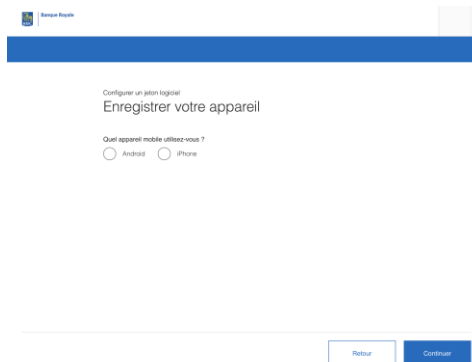 Banque Royale
Configurer un jeton logiciel
Enregistrer votre appareil
Quel appareil mobile utilisez-vous ?
Android iPhone
Retour Continuer